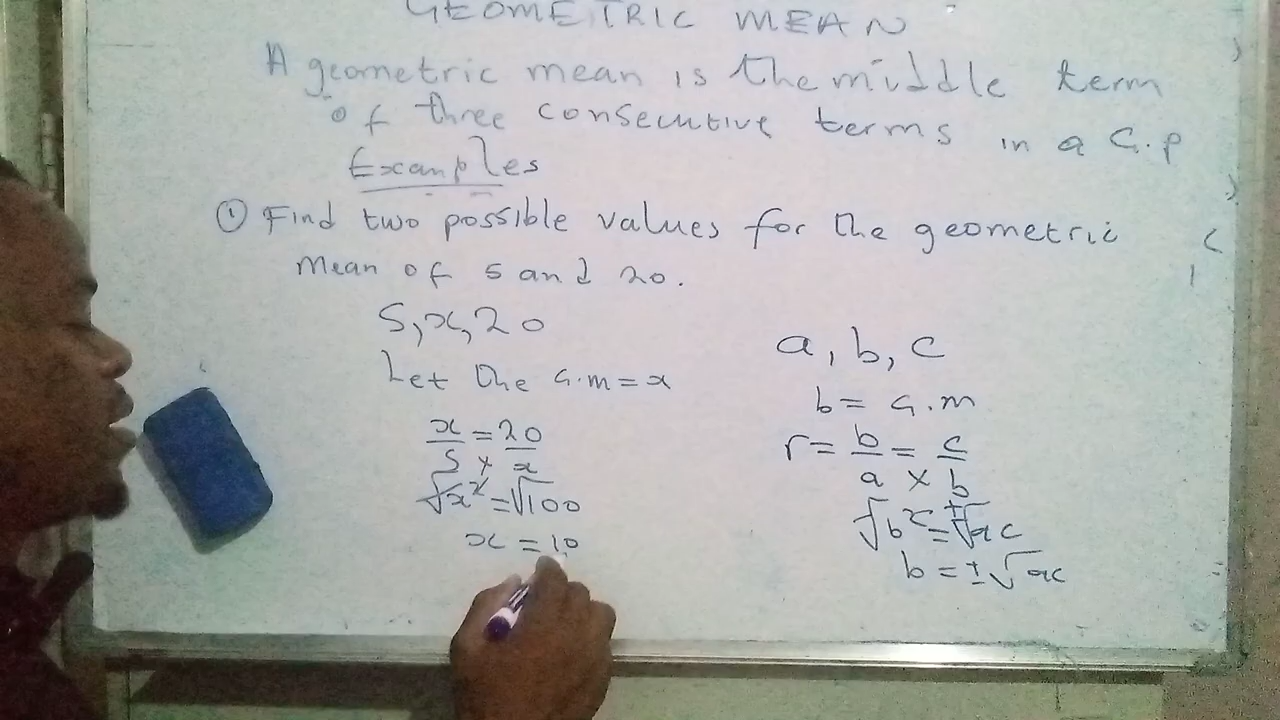 GEOMETRIC MEAN
A geometric mean is the middle term
of three consecutive terms in a G.p
Examples
① Find two possible values for the geometric
mean of 5 and 20.
5, x, 20
Let the G.m = x
x/5 = 20/x
√x² = √100
x = 10
a, b, c
b = G.m
r = b/a = c/b
√b² = ±√ac
b = ±√ac